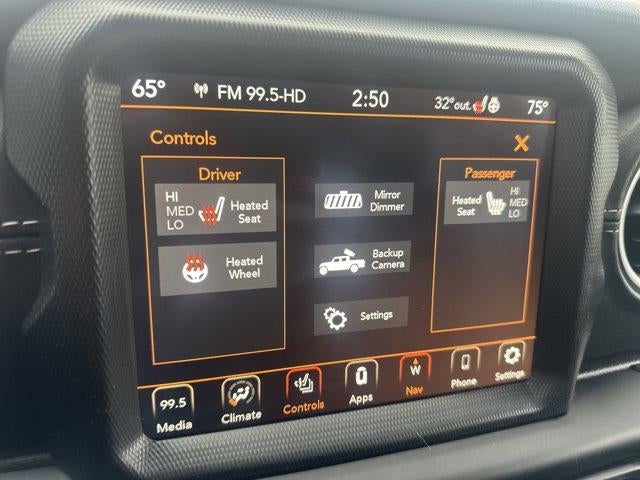 65° FM 99.5-HD 2:50 32°out. 75°
Controls X
Driver
HI
MED
LO
Heated
Seat
Heated
Wheel
Mirror
Dimmer
Backup
Camera
Settings
Passenger
Heated
Seat
HI
MED
LO
99.5
Media
Climate
Controls
Apps
W
Nav
Phone
Settings